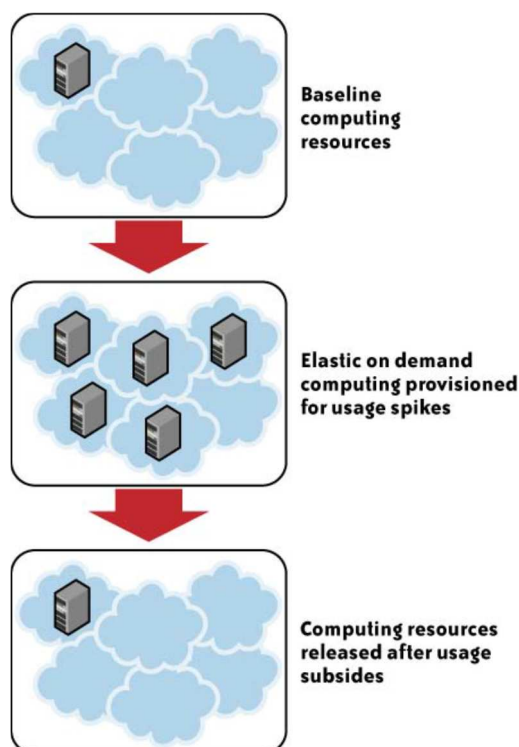 Baseline
computing
resources
Elastic on demand
computing provisioned
for usage spikes
Computing resources
released after usage
subsides